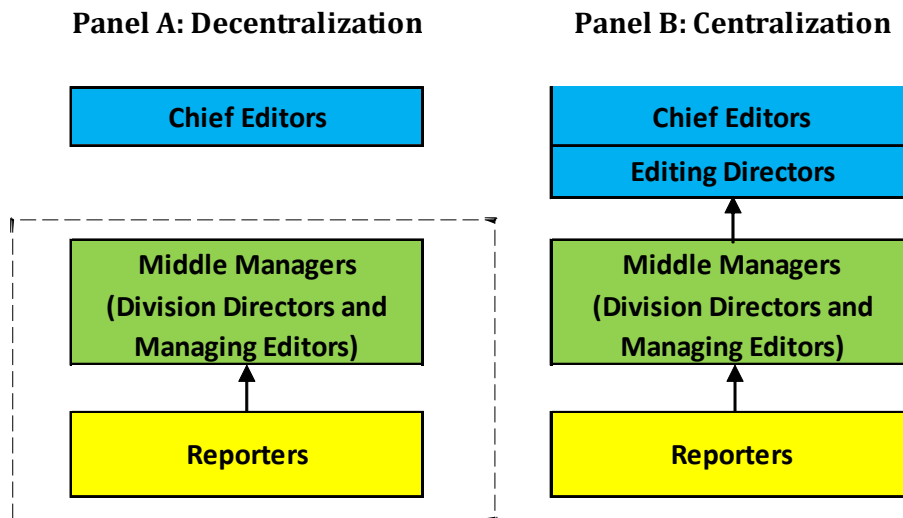 Panel A: Decentralization
Chief Editors
Middle Managers
(Division Directors and
Managing Editors)
Reporters
Panel B: Centralization
Chief Editors
Editing Directors
Middle Managers
(Division Directors and
Managing Editors)
Reporters